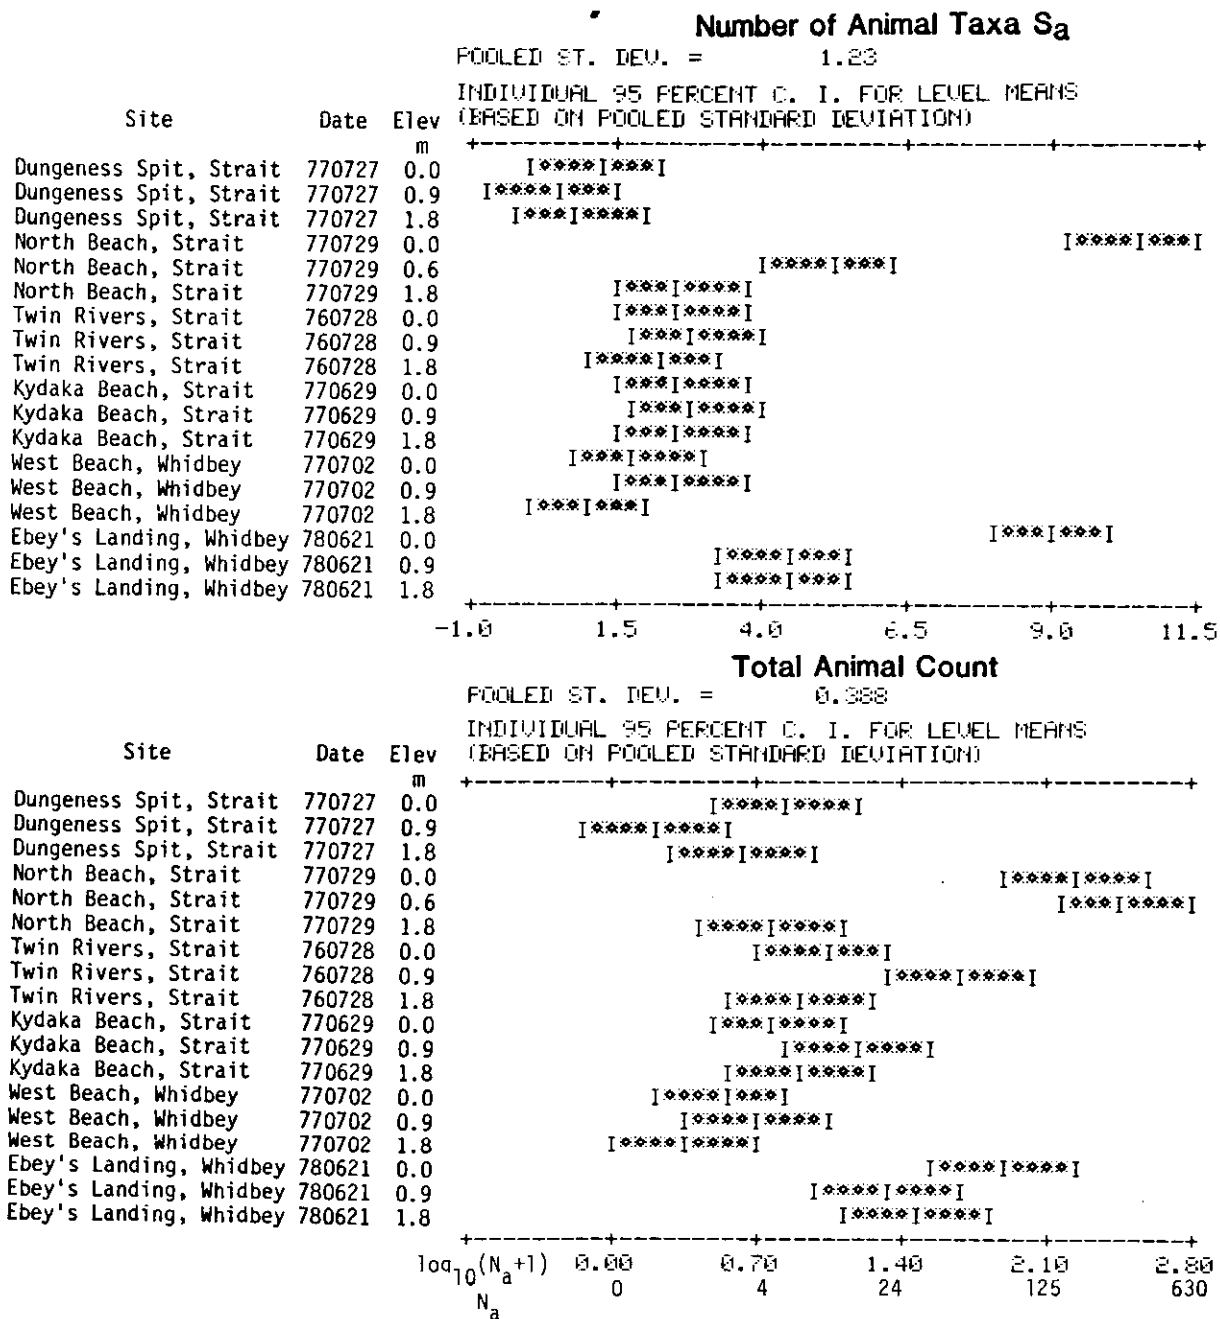 Number of Animal Taxa Sa
POOLED ST. DEV. = 1.23
INDIVIDUAL 95 PERCENT C. I. FOR LEVEL MEANS
Site Date Elev (BASED ON POOLED STANDARD DEVIATION)
m +---------+---------+---------+---------+---------+
Dungeness Spit, Strait 770727 0.0 I****I***I
Dungeness Spit, Strait 770727 0.9 I****I***I
Dungeness Spit, Strait 770727 1.8 I***I****I
North Beach, Strait 770729 0.0 I****I***I
North Beach, Strait 770729 0.6 I****I***I
North Beach, Strait 770729 1.8 I***I****I
Twin Rivers, Strait 760728 0.0 I***I****I
Twin Rivers, Strait 760728 0.9 I***I****I
Twin Rivers, Strait 760728 1.8 I****I***I
Kydaka Beach, Strait 770629 0.0 I***I****I
Kydaka Beach, Strait 770629 0.9 I***I****I
Kydaka Beach, Strait 770629 1.8 I***I****I
West Beach, Whidbey 770702 0.0 I***I****I
West Beach, Whidbey 770702 0.9 I***I****I
West Beach, Whidbey 770702 1.8 I***I***I
Ebey's Landing, Whidbey 780621 0.0 I***I***I
Ebey's Landing, Whidbey 780621 0.9 I****I***I
Ebey's Landing, Whidbey 780621 1.8 I****I***I
+---------+---------+---------+---------+---------+
-1.0 1.5 4.0 6.5 9.0 11.5
Total Animal Count
POOLED ST. DEV. = 0.388
INDIVIDUAL 95 PERCENT C. I. FOR LEVEL MEANS
Site Date Elev (BASED ON POOLED STANDARD DEVIATION)
m +---------+---------+---------+---------+---------+
Dungeness Spit, Strait 770727 0.0 I****I****I
Dungeness Spit, Strait 770727 0.9 I****I****I
Dungeness Spit, Strait 770727 1.8 I****I****I
North Beach, Strait 770729 0.0 I****I****I
North Beach, Strait 770729 0.6 I***I****I
North Beach, Strait 770729 1.8 I****I****I
Twin Rivers, Strait 760728 0.0 I****I***I
Twin Rivers, Strait 760728 0.9 I****I****I
Twin Rivers, Strait 760728 1.8 I****I****I
Kydaka Beach, Strait 770629 0.0 I***I****I
Kydaka Beach, Strait 770629 0.9 I****I****I
Kydaka Beach, Strait 770629 1.8 I****I****I
West Beach, Whidbey 770702 0.0 I****I***I
West Beach, Whidbey 770702 0.9 I****I****I
West Beach, Whidbey 770702 1.8 I****I****I
Ebey's Landing, Whidbey 780621 0.0 I****I****I
Ebey's Landing, Whidbey 780621 0.9 I****I****I
Ebey's Landing, Whidbey 780621 1.8 I****I****I
+---------+---------+---------+---------+---------+
log10(Na+1) 0.00 0.70 1.40 2.10 2.80
Na 0 4 24 125 630